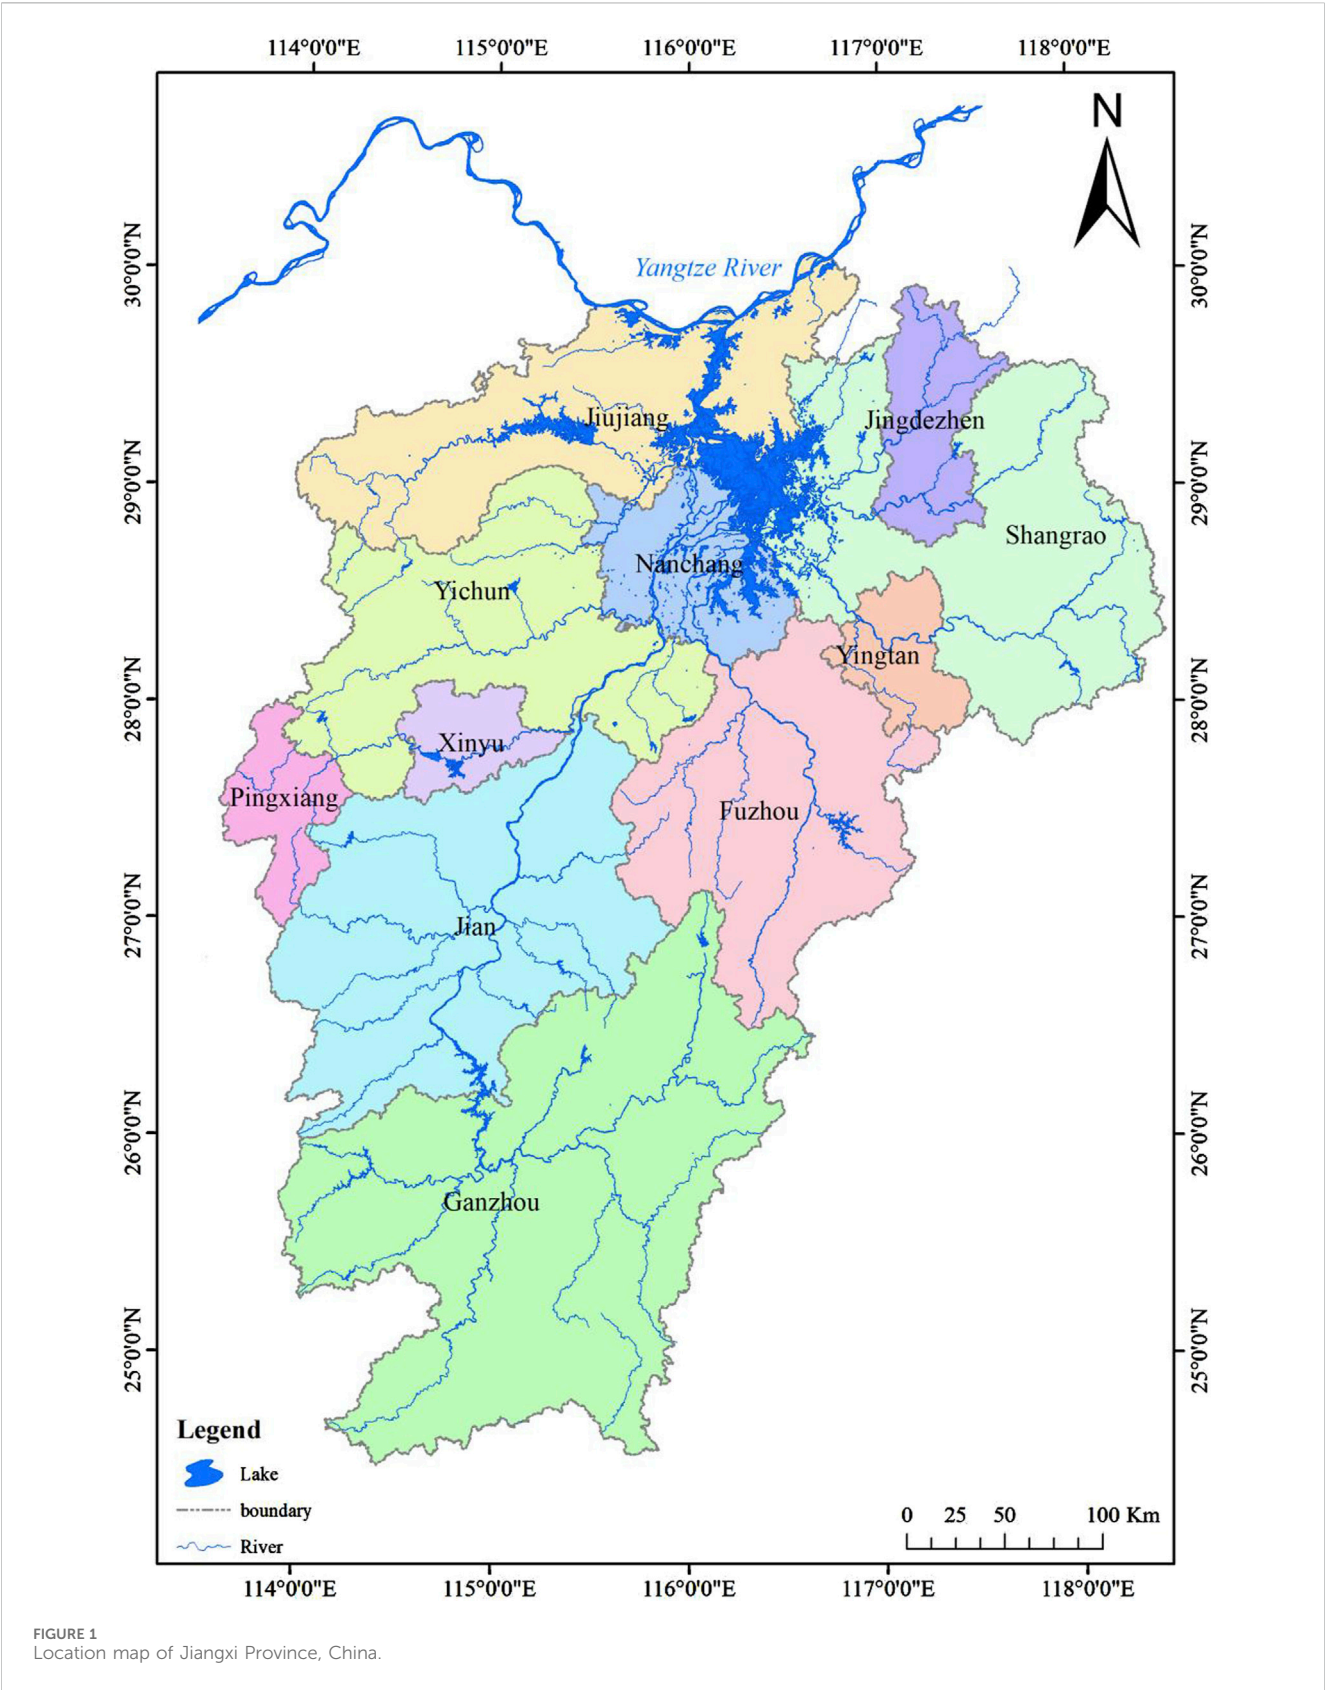 114°0'0"E 115°0'0"E 116°0'0"E 117°0'0"E 118°0'0"E
N
30°0'0"N
30°0'0"N
Yangtze River
Jiujiang
Jingdezhen
29°0'0"N
29°0'0"N
Shangrao
Nanchang
Yichun
Yingtan
28°0'0"N
28°0'0"N
Xinyu
Pingxiang
Fuzhou
27°0'0"N
27°0'0"N
Jian
26°0'0"N
26°0'0"N
Ganzhou
25°0'0"N
25°0'0"N
Legend
Lake
boundary
River
0 25 50 100 Km
114°0'0"E 115°0'0"E 116°0'0"E 117°0'0"E 118°0'0"E
FIGURE 1
Location map of Jiangxi Province, China.